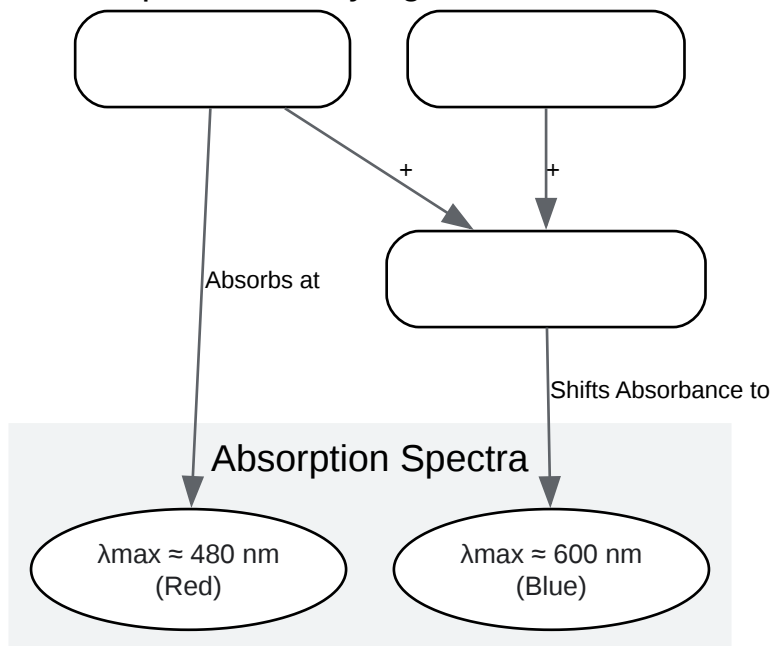 +
+
Absorbs at
Shifts Absorbance to
Absorption Spectra
λmax ≈ 480 nm
(Red)
λmax ≈ 600 nm
(Blue)